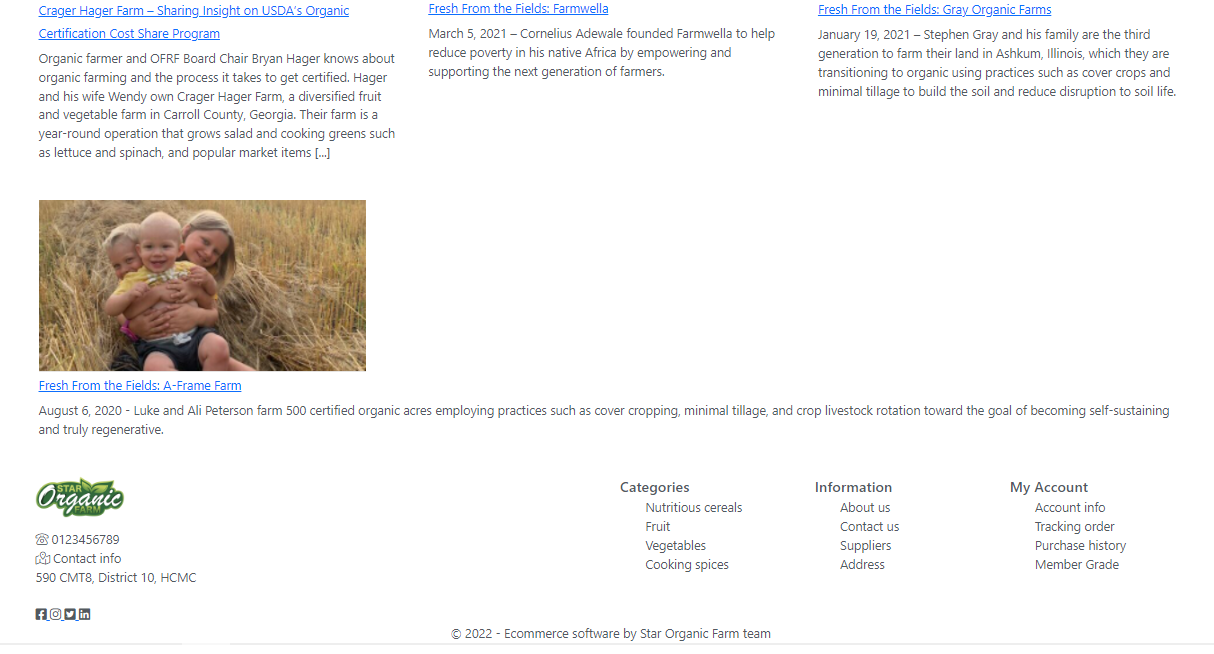 Crager Hager Farm – Sharing Insight on USDA's Organic
Certification Cost Share Program
Organic farmer and OFRF Board Chair Bryan Hager knows about
organic farming and the process it takes to get certified. Hager
and his wife Wendy own Crager Hager Farm, a diversified fruit
and vegetable farm in Carroll County, Georgia. Their farm is a
year-round operation that grows salad and cooking greens such
as lettuce and spinach, and popular market items [...]
Fresh From the Fields: Farmwella
March 5, 2021 – Cornelius Adewale founded Farmwella to help
reduce poverty in his native Africa by empowering and
supporting the next generation of farmers.
Fresh From the Fields: Gray Organic Farms
January 19, 2021 – Stephen Gray and his family are the third
generation to farm their land in Ashkum, Illinois, which they are
transitioning to organic using practices such as cover crops and
minimal tillage to build the soil and reduce disruption to soil life.
Fresh From the Fields: A-Frame Farm
August 6, 2020 - Luke and Ali Peterson farm 500 certified organic acres employing practices such as cover cropping, minimal tillage, and crop livestock rotation toward the goal of becoming self-sustaining
and truly regenerative.
STAR
Organic
FARM
0123456789
Contact info
590 CMT8, District 10, HCMC
Categories
Nutritious cereals
Fruit
Vegetables
Cooking spices
Information
About us
Contact us
Suppliers
Address
My Account
Account info
Tracking order
Purchase history
Member Grade
© 2022 - Ecommerce software by Star Organic Farm team